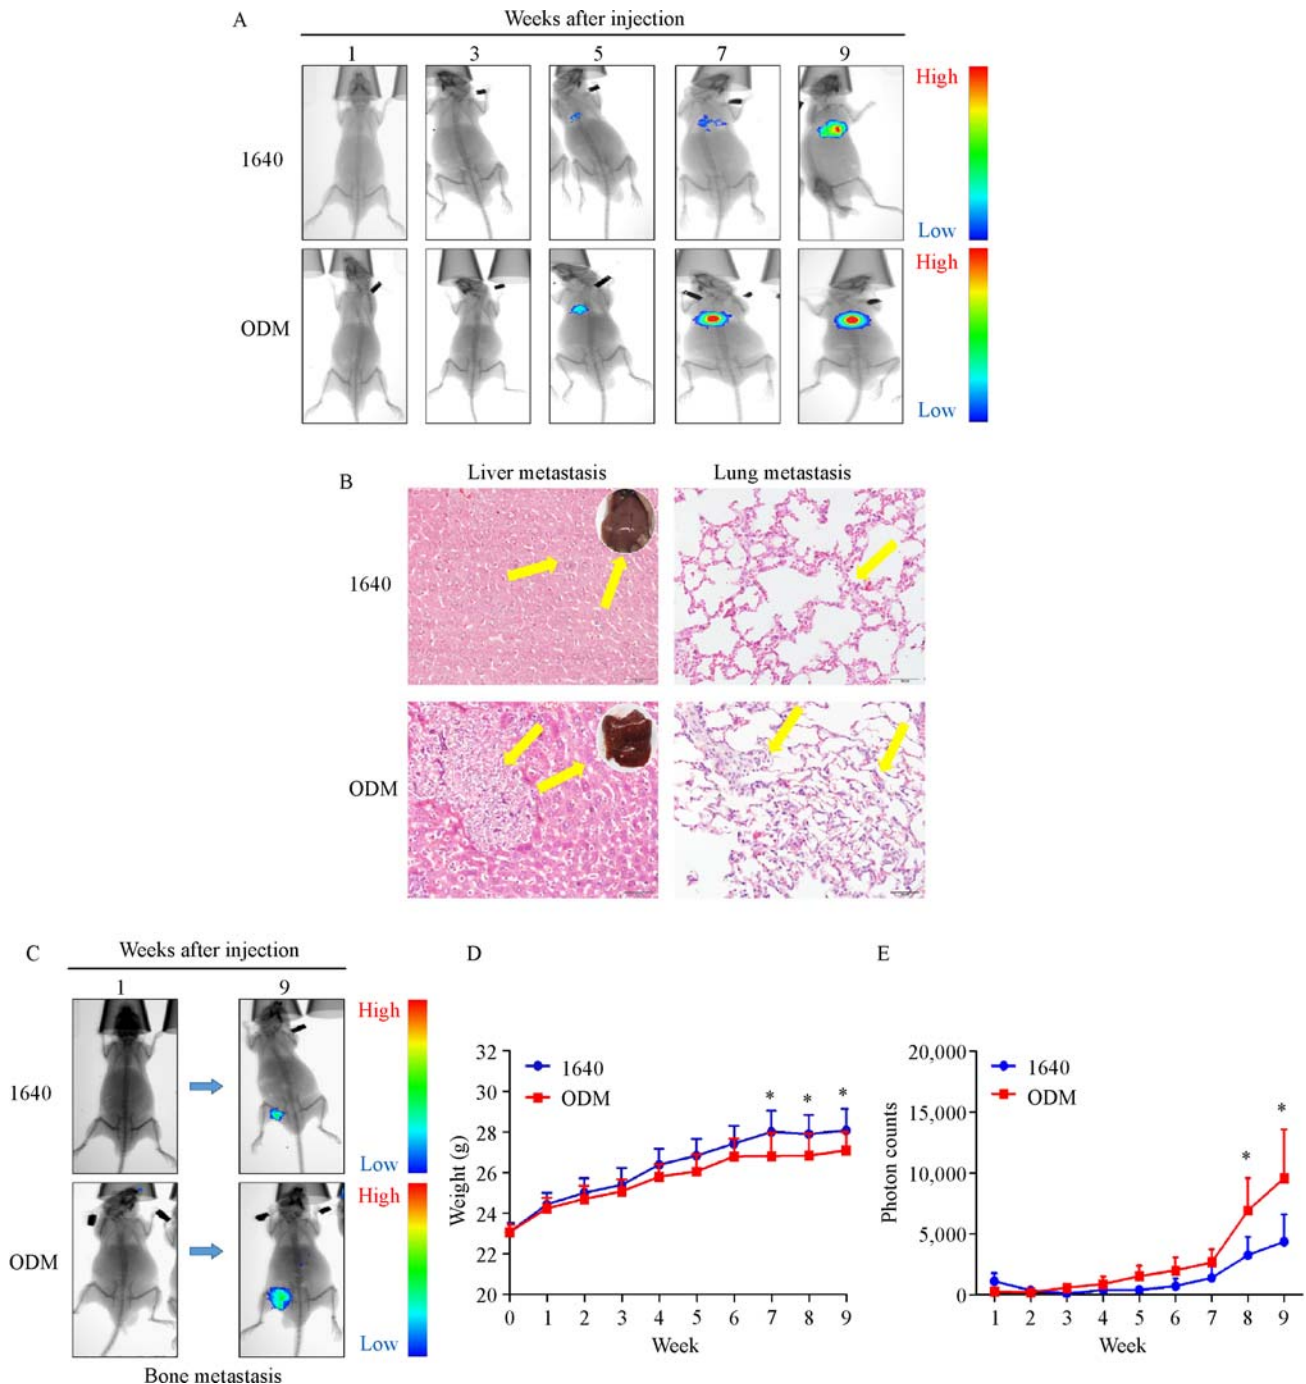 A
Weeks after injection
1 3 5 7 9
1640
High
Low
ODM
High
Low
B
Liver metastasis Lung metastasis
1640
ODM
C
Weeks after injection
1 9
1640
High
Low
ODM
High
Low
Bone metastasis
D
Weight (g)
32
30
28
26
24
22
20
1640
ODM
* * *
0 1 2 3 4 5 6 7 8 9
Week
E
Photon counts
20,000
15,000
10,000
5,000
0
1640
ODM
*
*
1 2 3 4 5 6 7 8 9
Week